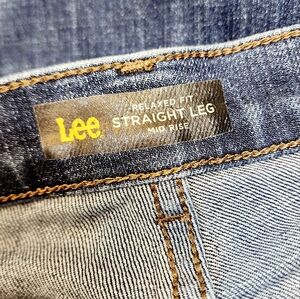 Lee
RELAXED FIT
STRAIGHT LEG
MID RISE